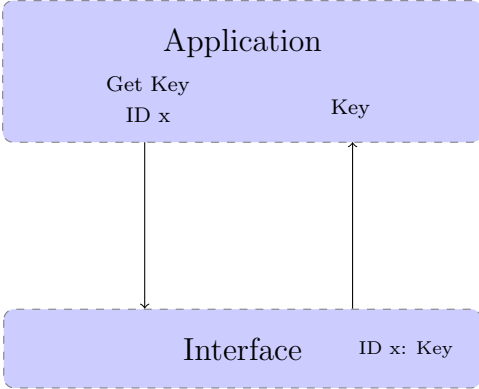 Application
Get Key
ID x
Key
Interface
ID x: Key